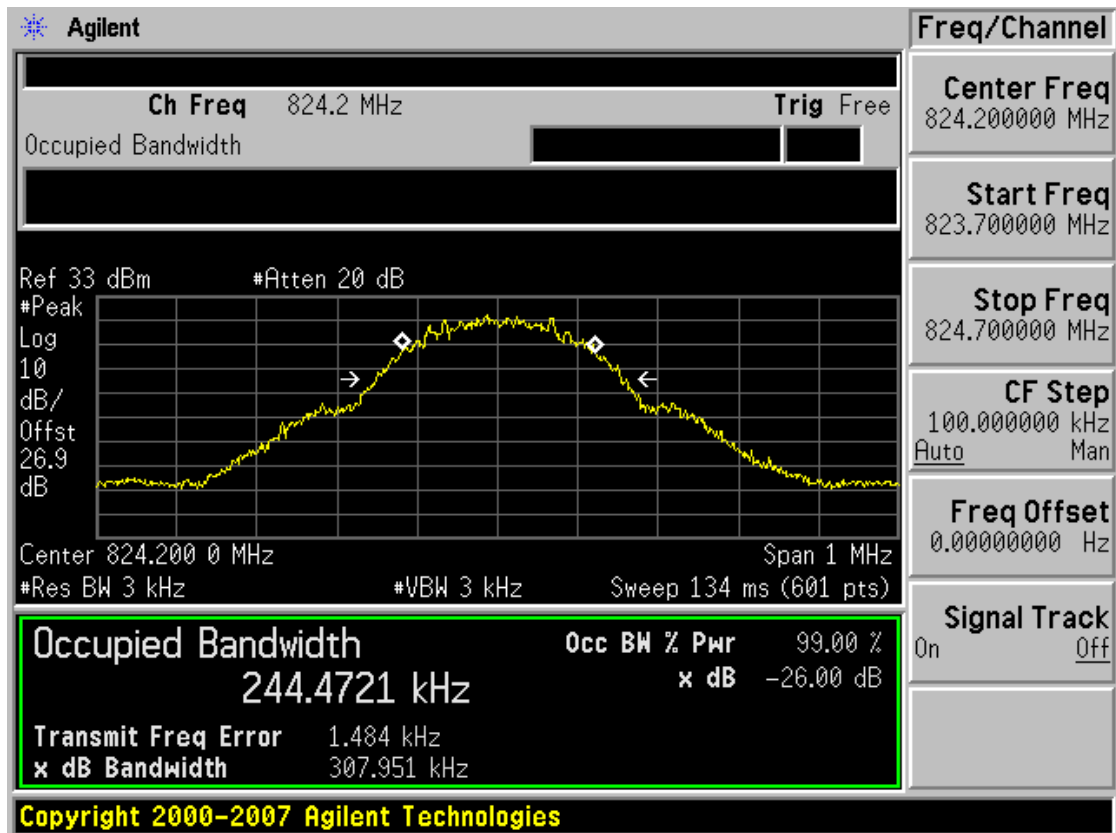 Agilent
Freq/Channel
Ch Freq 824.2 MHz Trig Free
Occupied Bandwidth
Center Freq
824.200000 MHz
Start Freq
823.700000 MHz
Stop Freq
824.700000 MHz
CF Step
100.000000 kHz
Auto Man
Freq Offset
0.00000000 Hz
Signal Track
On Off
Ref 33 dBm #Atten 20 dB
#Peak
Log
10
dB/
Offst
26.9
dB
Center 824.200 0 MHz Span 1 MHz
#Res BW 3 kHz #VBW 3 kHz Sweep 134 ms (601 pts)
Occupied Bandwidth Occ BW % Pwr 99.00 %
244.4721 kHz x dB -26.00 dB
Transmit Freq Error 1.484 kHz
x dB Bandwidth 307.951 kHz
Copyright 2000-2007 Agilent Technologies